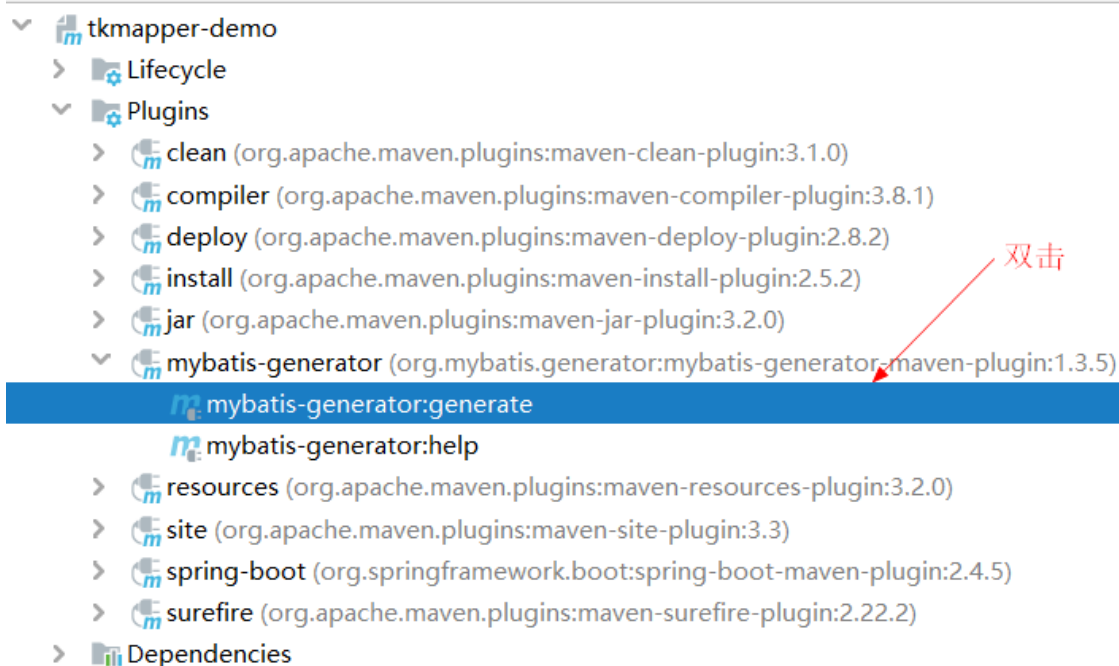 tkmapper-demo
Lifecycle
Plugins
clean (org.apache.maven.plugins:maven-clean-plugin:3.1.0)
compiler (org.apache.maven.plugins:maven-compiler-plugin:3.8.1)
deploy (org.apache.maven.plugins:maven-deploy-plugin:2.8.2)
双击
install (org.apache.maven.plugins:maven-install-plugin:2.5.2)
jar (org.apache.maven.plugins:maven-jar-plugin:3.2.0)
mybatis-generator (org.mybatis.generator:mybatis-generator-maven-plugin:1.3.5)
mybatis-generator:generate
mybatis-generator:help
resources (org.apache.maven.plugins:maven-resources-plugin:3.2.0)
site (org.apache.maven.plugins:maven-site-plugin:3.3)
spring-boot (org.springframework.boot:spring-boot-maven-plugin:2.4.5)
surefire (org.apache.maven.plugins:maven-surefire-plugin:2.22.2)
Dependencies